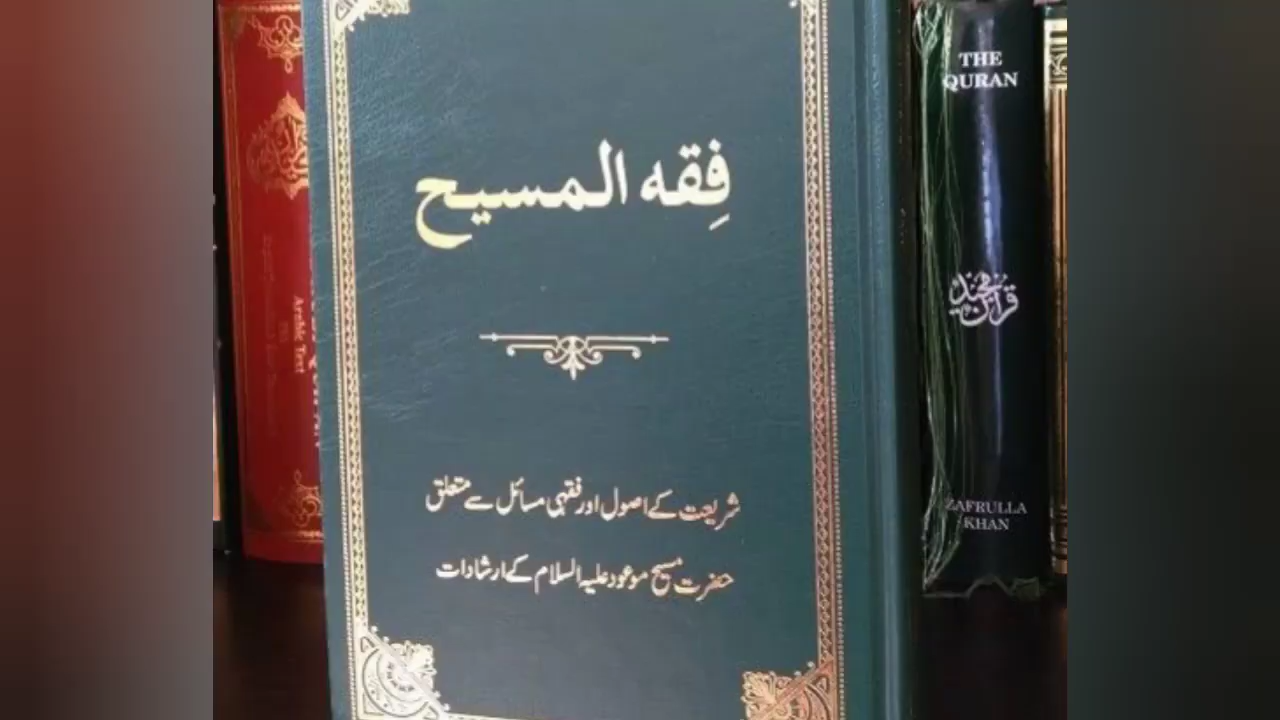 فِقه المسیح
شریعت کے اصول اور فقہی مسائل سے متعلق
حضرت مسیح موعود علیہ السلام کے ارشادات
THE
QURAN
قرآن مجید
ZAFRULLA
KHAN
Arabic Text